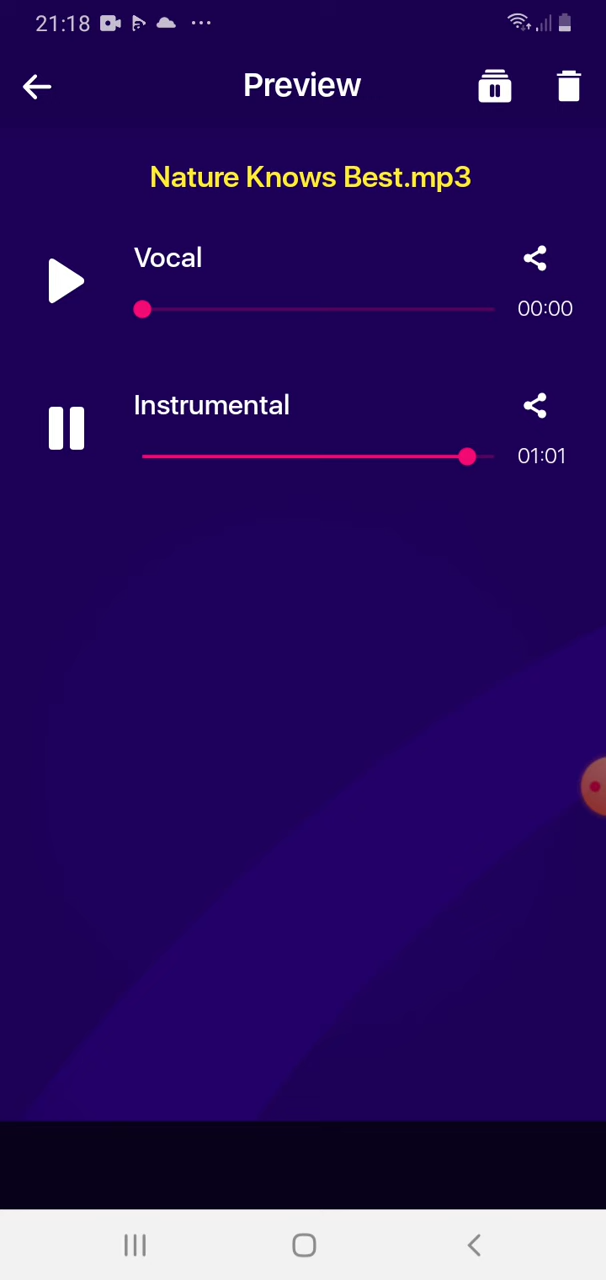 21:18
Preview
Nature Knows Best.mp3
Vocal
00:00
Instrumental
01:01